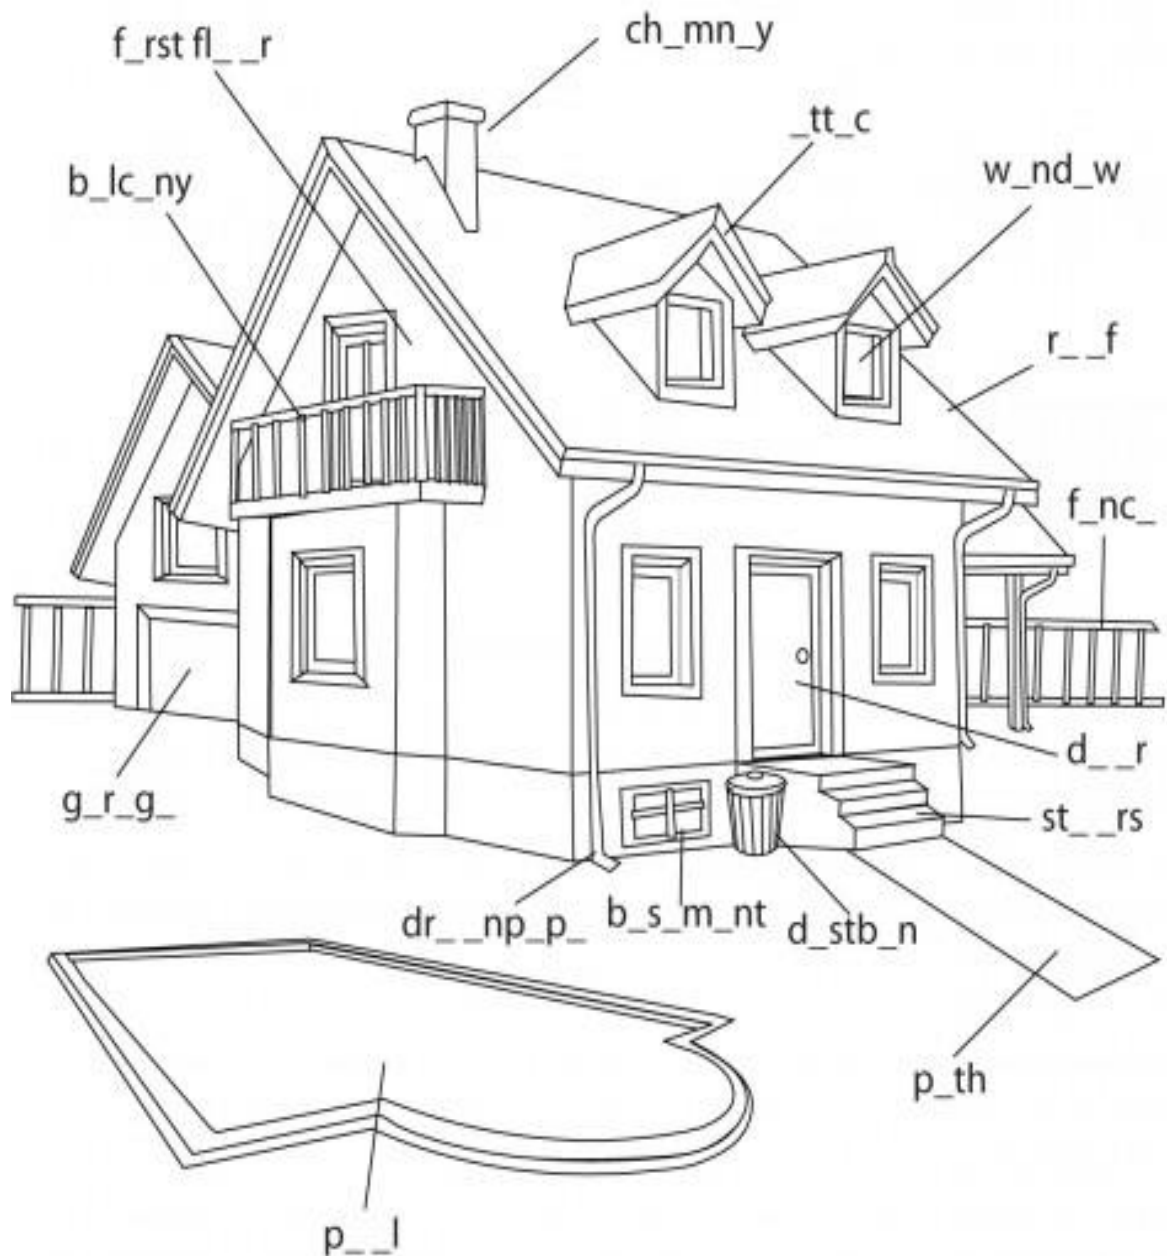 f_rst fl_ _r
ch_mn_y
_tt_c
b_lc_ny
w_nd_w
r_ _f
f_nc_
d_ _r
g_r_g_
st_ _rs
dr_ _np_p_
b_s_m_nt
d_stb_n
p_th
p_ _l